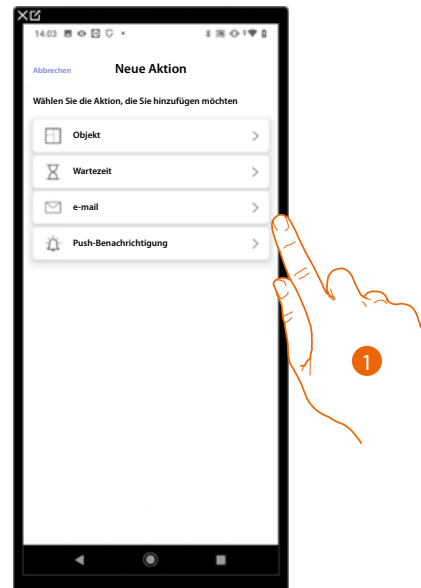 14:03
Abbrechen Neue Aktion
Wählen Sie die Aktion, die Sie hinzufügen möchten
Objekt
Wartezeit
e-mail
Push-Benachrichtigung
1